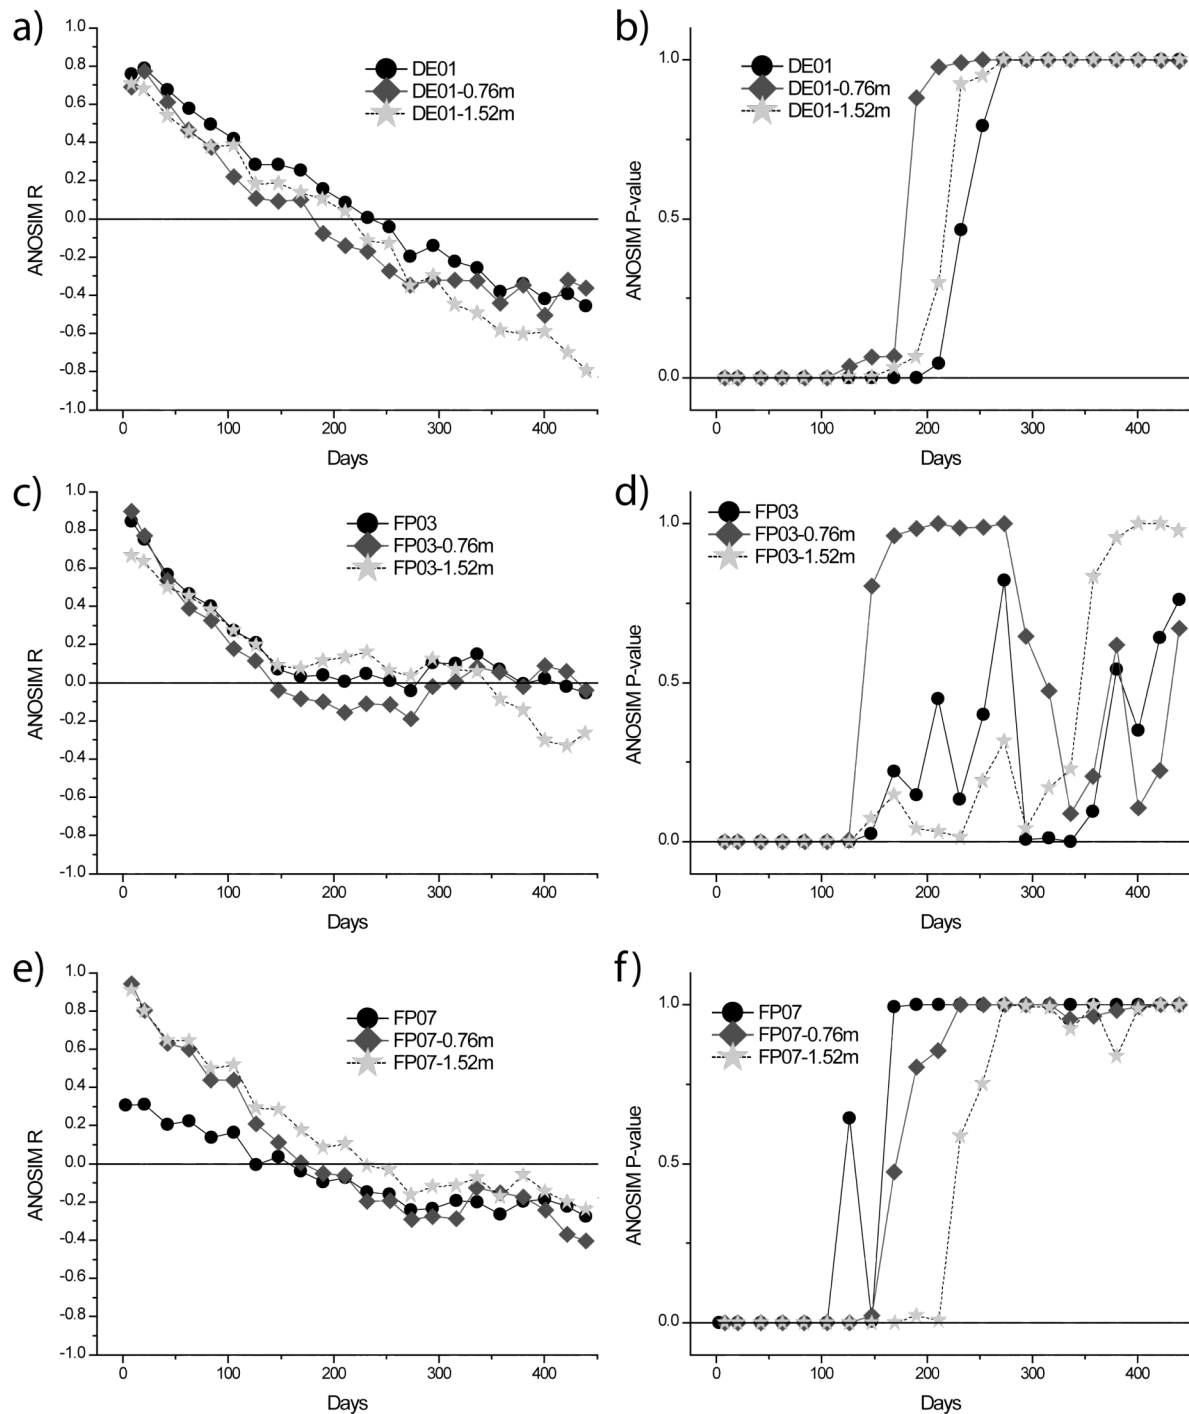 a)
1.0
0.8
0.6
0.4
0.2
0.0
-0.2
-0.4
-0.6
-0.8
-1.0
ANOSIM R
0
100
200
300
400
Days
DE01
DE01-0.76m
DE01-1.52m
b)
1.0
0.5
0.0
ANOSIM P-value
0
100
200
300
400
Days
DE01
DE01-0.76m
DE01-1.52m
c)
1.0
0.8
0.6
0.4
0.2
0.0
-0.2
-0.4
-0.6
-0.8
-1.0
ANOSIM R
0
100
200
300
400
Days
FP03
FP03-0.76m
FP03-1.52m
d)
1.0
0.5
0.0
ANOSIM P-value
0
100
200
300
400
Days
FP03
FP03-0.76m
FP03-1.52m
e)
1.0
0.8
0.6
0.4
0.2
0.0
-0.2
-0.4
-0.6
-0.8
-1.0
ANOSIM R
0
100
200
300
400
Days
FP07
FP07-0.76m
FP07-1.52m
f)
1.0
0.5
0.0
ANOSIM P-value
0
100
200
300
400
Days
FP07
FP07-0.76m
FP07-1.52m